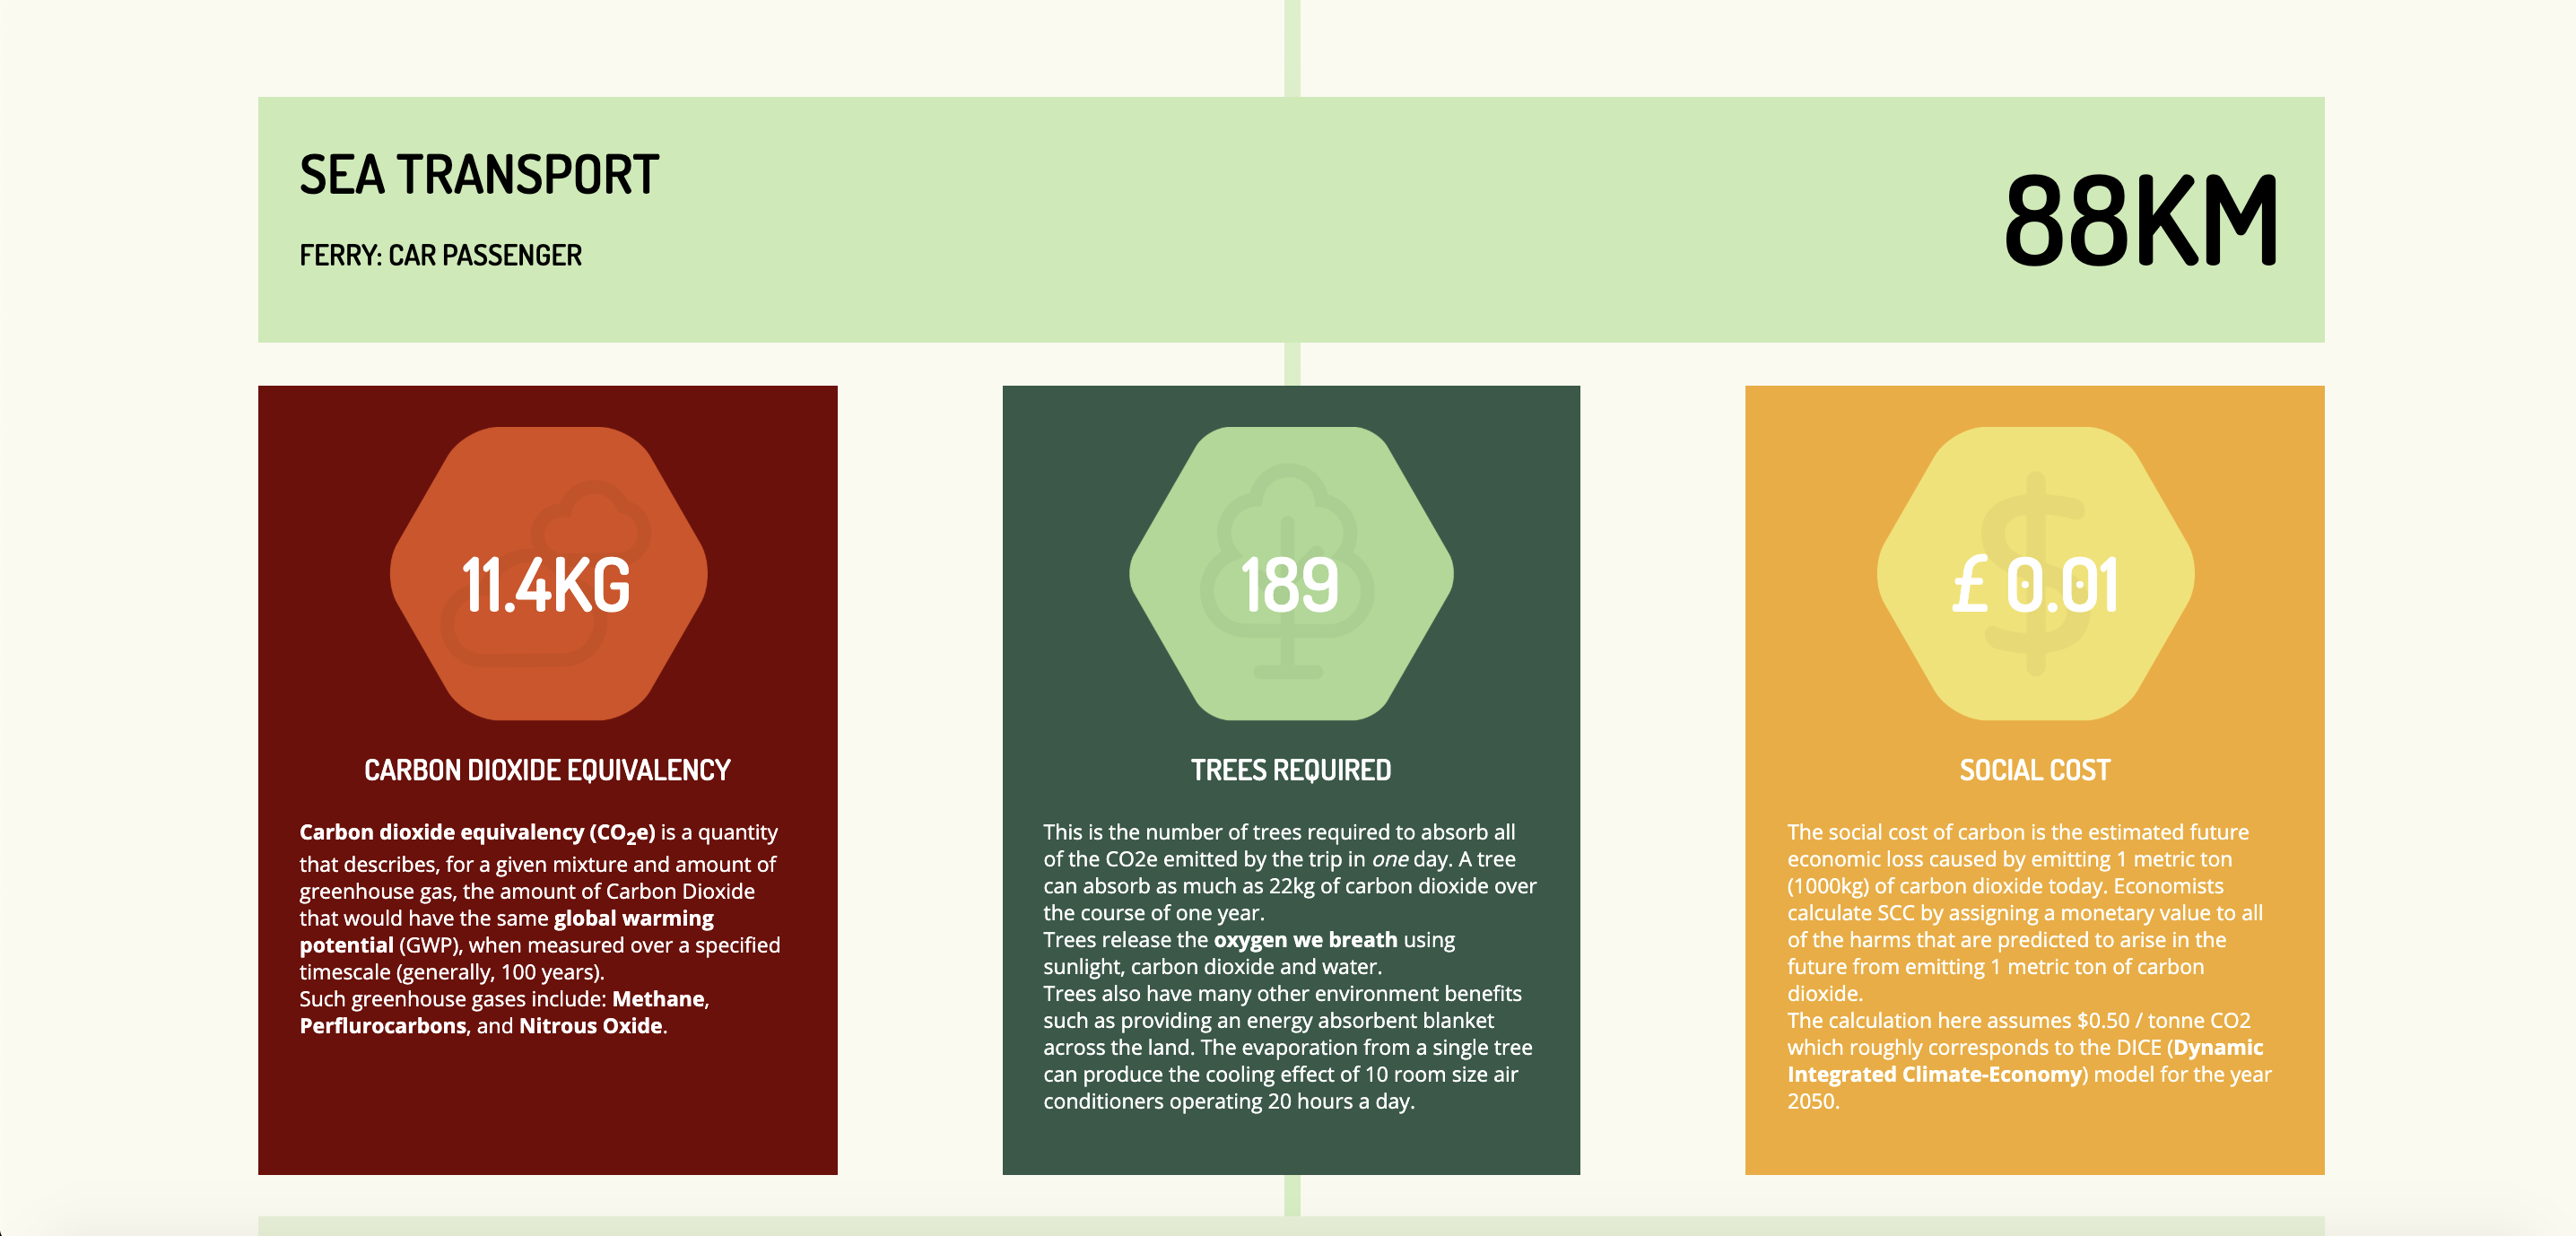 SEA TRANSPORT
FERRY: CAR PASSENGER
88KM
11.4KG
CARBON DIOXIDE EQUIVALENCY
Carbon dioxide equivalency (CO₂e) is a quantity
that describes, for a given mixture and amount of
greenhouse gas, the amount of Carbon Dioxide
that would have the same global warming
potential (GWP), when measured over a specified
timescale (generally, 100 years).
Such greenhouse gases include: Methane,
Perflurocarbons, and Nitrous Oxide.
189
TREES REQUIRED
This is the number of trees required to absorb all
of the CO2e emitted by the trip in one day. A tree
can absorb as much as 22kg of carbon dioxide over
the course of one year.
Trees release the oxygen we breath using
sunlight, carbon dioxide and water.
Trees also have many other environment benefits
such as providing an energy absorbent blanket
across the land. The evaporation from a single tree
can produce the cooling effect of 10 room size air
conditioners operating 20 hours a day.
£ 0.01
SOCIAL COST
The social cost of carbon is the estimated future
economic loss caused by emitting 1 metric ton
(1000kg) of carbon dioxide today. Economists
calculate SCC by assigning a monetary value to all
of the harms that are predicted to arise in the
future from emitting 1 metric ton of carbon
dioxide.
The calculation here assumes $0.50 / tonne CO2
which roughly corresponds to the DICE (Dynamic
Integrated Climate-Economy) model for the year
2050.